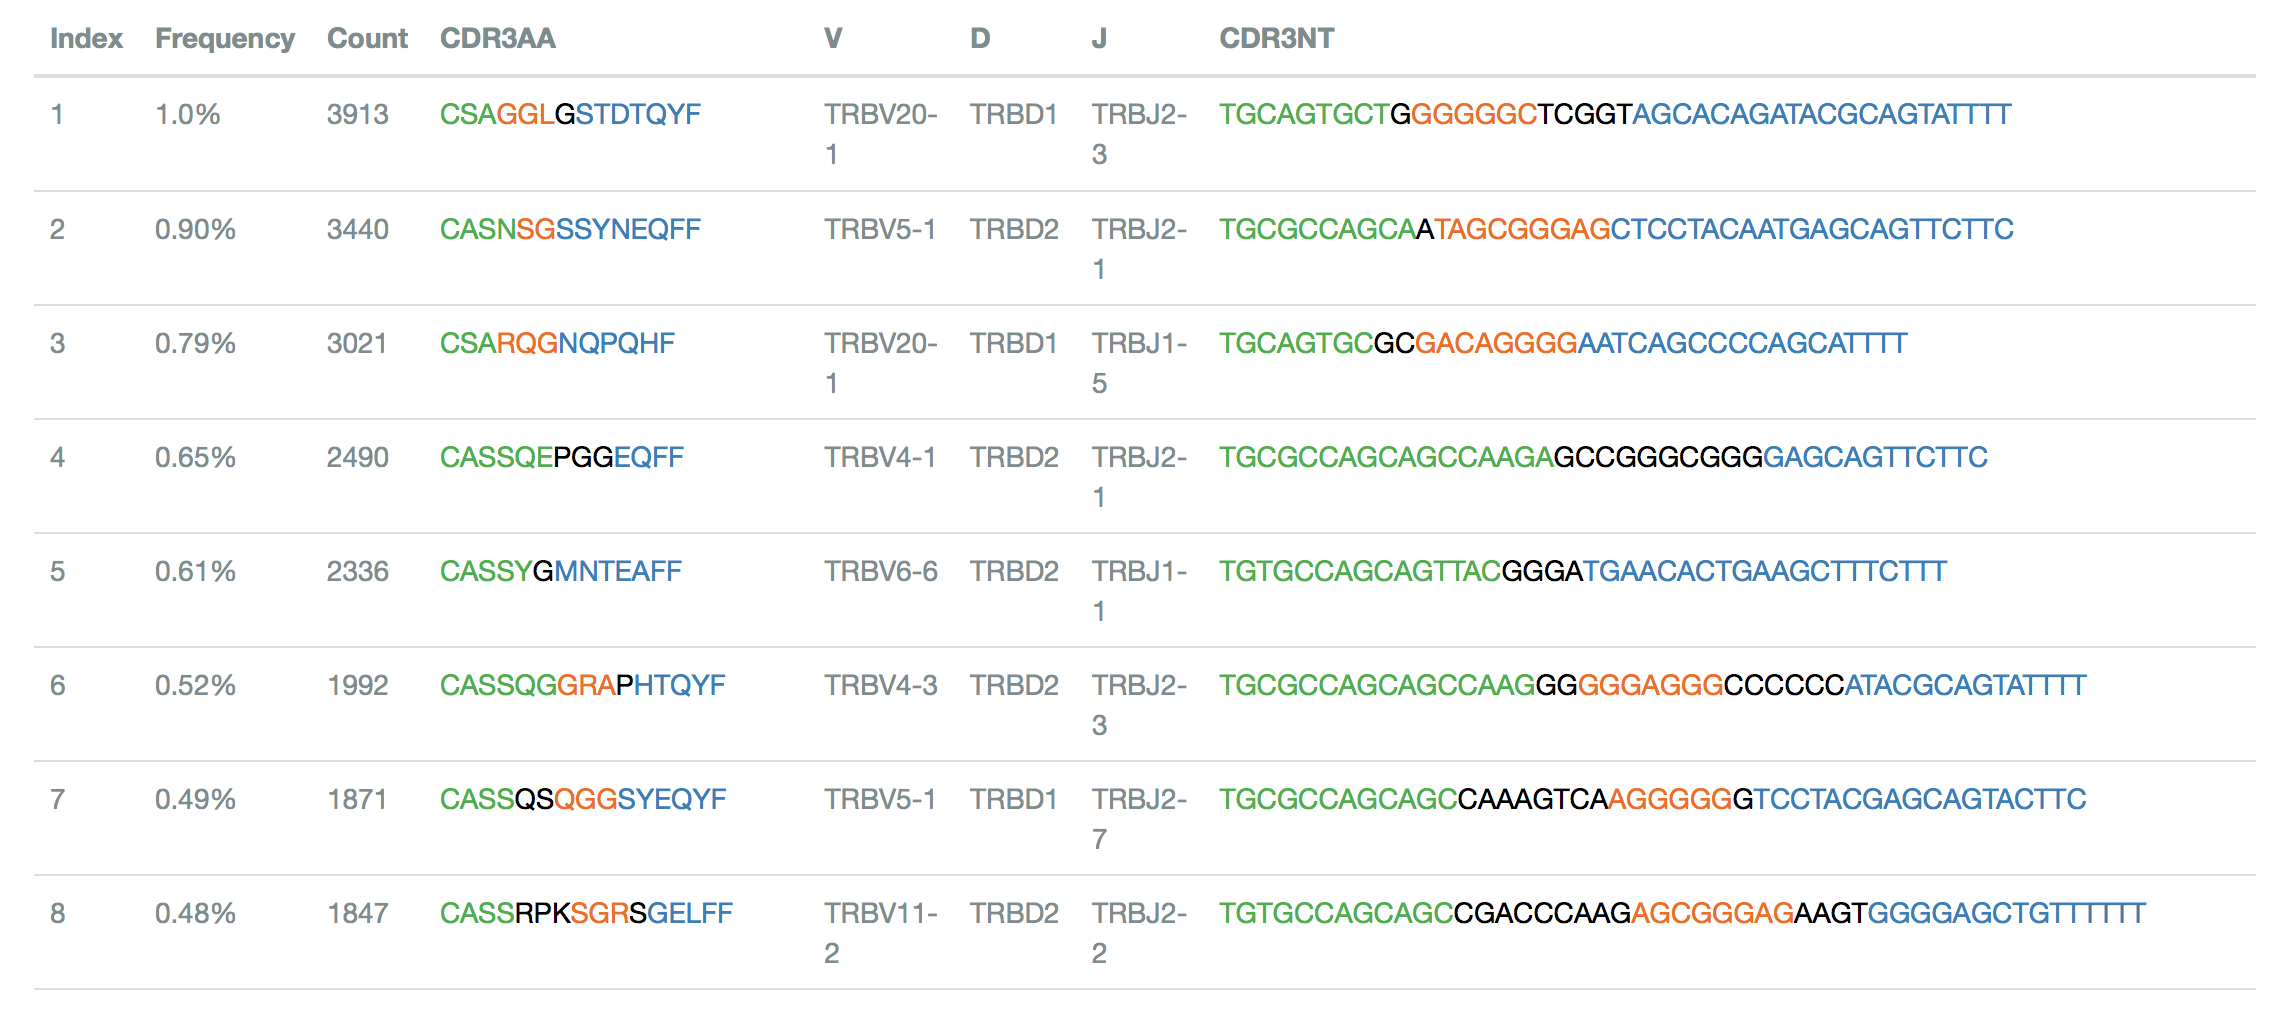 Index Frequency Count CDR3AA V D J CDR3NT
1 1.0% 3913 CSAGGLGSTDTQYF TRBV20- TRBD1 TRBJ2- TGCAGTGCTGGGGGGCTCGGTAGCACAGATACGCAGTATTTT
1 3
2 0.90% 3440 CASNSGSSYNEQFF TRBV5-1 TRBD2 TRBJ2- TGCGCCAGCAATAGCGGGAGCTCCTACAATGAGCAGTTCTTC
1
3 0.79% 3021 CSARQGNQPQHF TRBV20- TRBD1 TRBJ1- TGCAGTGCGCGACAGGGGAATCAGCCCCAGCATTTT
1 5
4 0.65% 2490 CASSQEPGGEQFF TRBV4-1 TRBD2 TRBJ2- TGCGCCAGCAGCCAAGAGCCGGGCGGGGAGCAGTTCTTC
1
5 0.61% 2336 CASSYGMNTEAFF TRBV6-6 TRBD2 TRBJ1- TGTGCCAGCAGTTACGGGATGAACACTGAAGCTTTCTTT
1
6 0.52% 1992 CASSQGGRAPHTQYF TRBV4-3 TRBD2 TRBJ2- TGCGCCAGCAGCCAAGGGGGGAGGGCCCCCCATACGCAGTATTTT
3
7 0.49% 1871 CASSQSQGGSYEQYF TRBV5-1 TRBD1 TRBJ2- TGCGCCAGCAGCCAAAGTCAAGGGGGGTCCTACGAGCAGTACTTC
7
8 0.48% 1847 CASSRPKSGRSGELFF TRBV11- TRBD2 TRBJ2- TGTGCCAGCAGCCGACCCAAGAGCGGGAGAAGTGGGGAGCTGTTTTTT
2 2